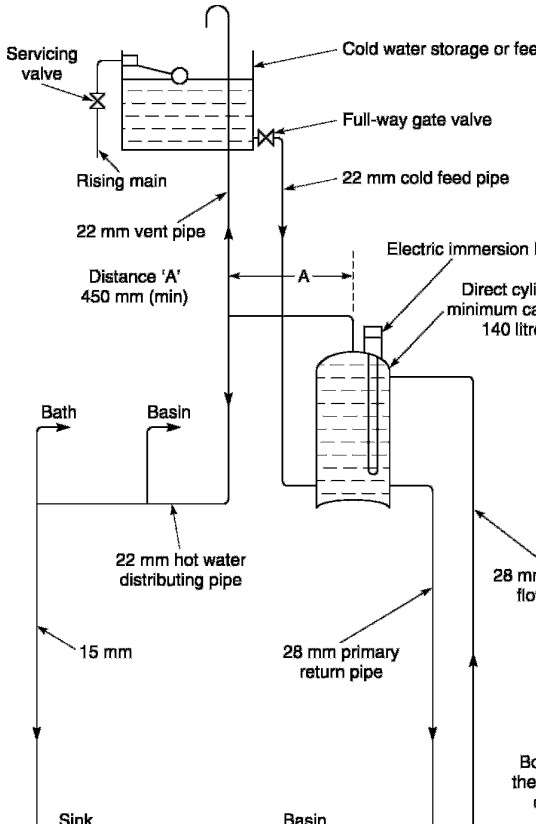 Servicing
valve
Cold water storage or fee
Full-way gate valve
Rising main
22 mm cold feed pipe
22 mm vent pipe
Electric immersion
Distance 'A'
450 mm (min)
A
Direct cyli
minimum ca
140 litr
Bath
Basin
22 mm hot water
distributing pipe
28 mm
flo
15 mm
28 mm primary
return pipe
Bo
the
Sink
Basin